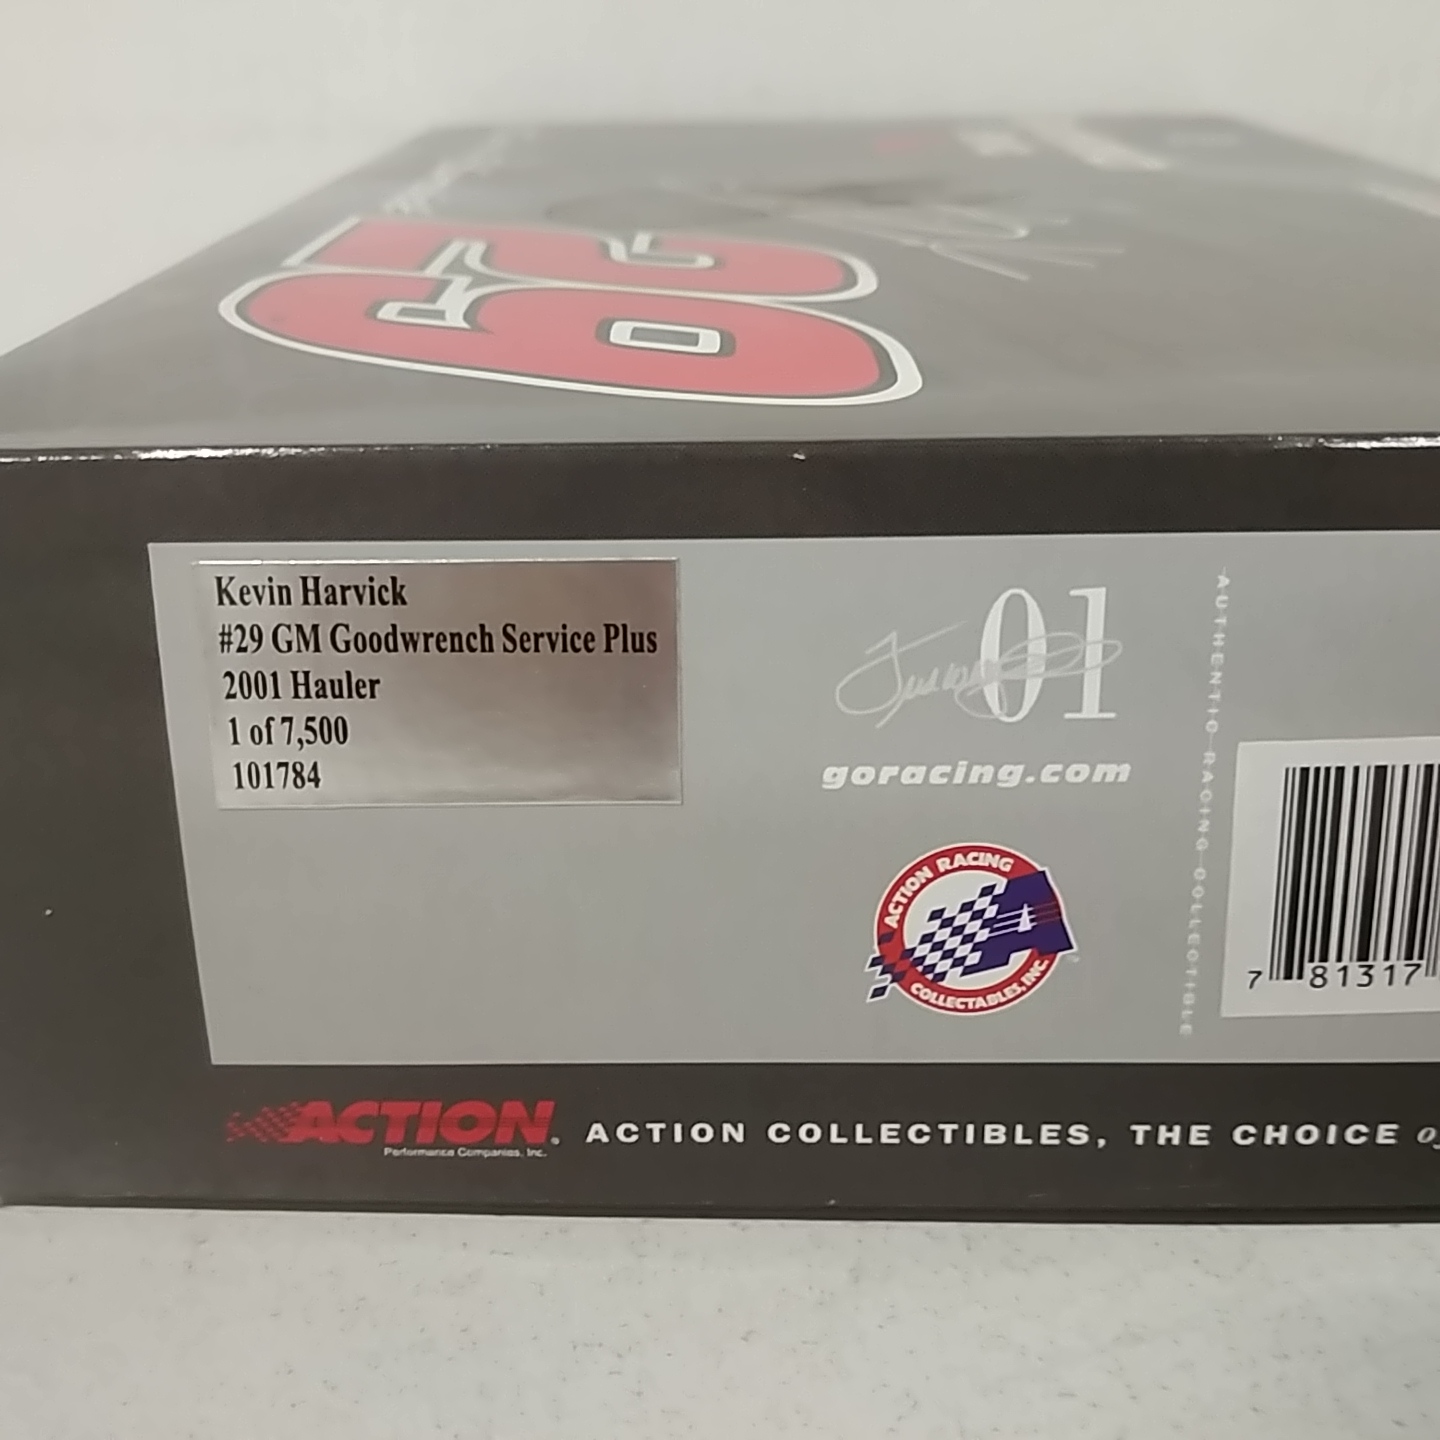 29
Kevin Harvick
#29 GM Goodwrench Service Plus
2001 Hauler
1 of 7,500
101784
01
goracing.com
ACTION RACING
COLLECTABLES, INC.
AUTHENTIC RACING COLLECTIBLE
7 81317
ACTION
Performance Companies, Inc.
ACTION COLLECTIBLES, THE CHOICE